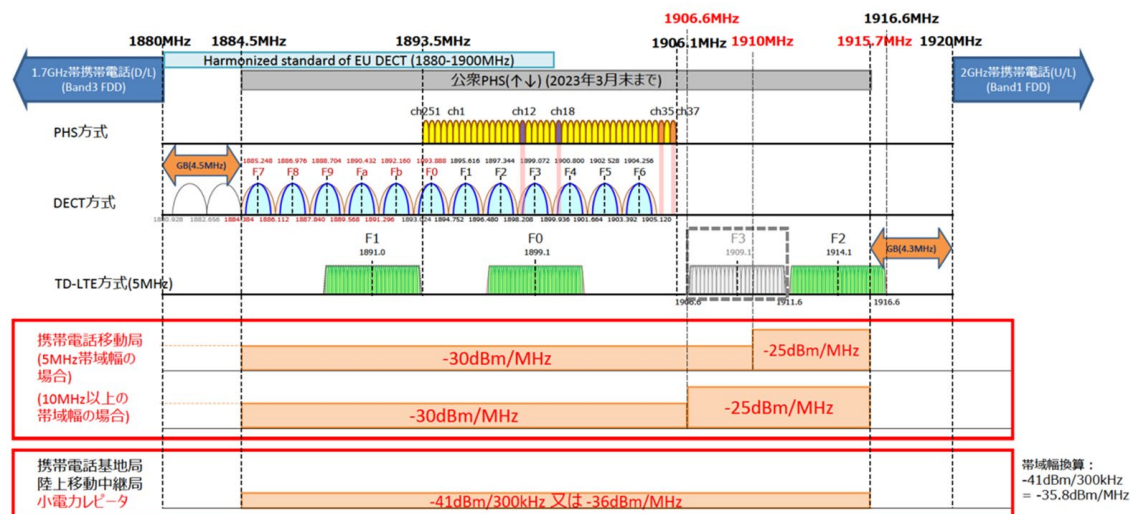 1906.6MHz
1916.6MHz
1880MHz
1884.5MHz
1893.5MHz
1906.1MHz
1910MHz
1915.7MHz
1920MHz
Harmonized standard of EU DECT (1880-1900MHz)
1.7GHz帯携帯電話(D/L)
(Band3 FDD)
公衆PHS(↑↓) (2023年3月末まで)
2GHz帯携帯電話(U/L)
(Band1 FDD)
ch251 ch1 ch12 ch18 ch35 ch37
PHS方式
GB(4.5MHz)
1885.248 1886.976 1888.704 1890.432 1892.160 1893.888 1895.616 1897.344 1899.072 1900.800 1902.528 1904.256
F7 F8 F9 Fa Fb F0 F1 F2 F3 F4 F5 F6
DECT方式
1882.656 1886.112 1887.840 1889.568 1891.296 1894.752 1896.480 1898.208 1899.936 1901.664 1903.392 1905.120
F1
1891.0
F0
1899.1
F3
1909.1
F2
1914.1
GB(4.3MHz)
TD-LTE方式(5MHz)
1906.6
1911.6
1916.6
携帯電話移動局
(5MHz帯域幅の
場合)
-30dBm/MHz
-25dBm/MHz
(10MHz以上の
帯域幅の場合)
-30dBm/MHz
-25dBm/MHz
携帯電話基地局
陸上移動中継局
小電力レピータ
-41dBm/300kHz 又は -36dBm/MHz
帯域幅換算：
-41dBm/300kHz
= -35.8dBm/MHz